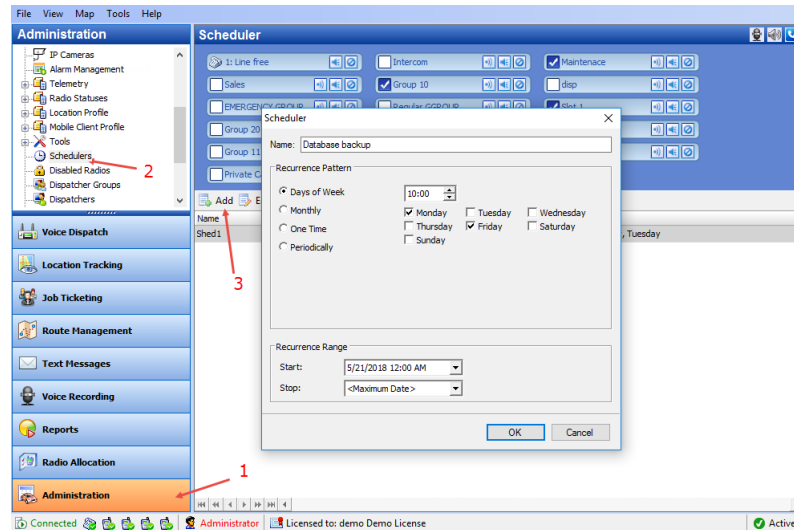 File View Map Tools Help
Administration
Scheduler
IP Cameras
Alarm Management
Telemetry
Radio Statuses
Location Profile
Mobile Client Profile
Tools
Schedulers
Disabled Radios
Dispatcher Groups
Dispatchers
2
1: Line free
Intercom
Maintenace
Sales
Group 10
disp
EMERGENCY GROUP
Regular GGROUP
Slot 1
Group 20
Group 11
Private
Add
Name
Shed1
, Tuesday
3
Scheduler
Name: Database backup
Recurrence Pattern
Days of Week
10:00
Monthly
Monday Tuesday Wednesday
One Time
Thursday Friday Saturday
Periodically
Sunday
Recurrence Range
Start: 5/21/2018 12:00 AM
Stop: <Maximum Date>
OK Cancel
Voice Dispatch
Location Tracking
Job Ticketing
Route Management
Text Messages
Voice Recording
Reports
Radio Allocation
Administration
1
Connected
Administrator
Licensed to: demo Demo License
Active